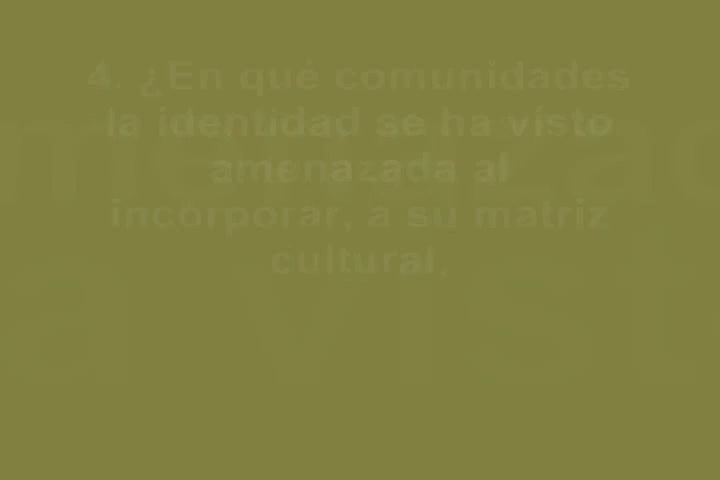 4. ¿En qué comunidades
la identidad se ha visto
amenazada al
incorporar, a su matriz
cultural,